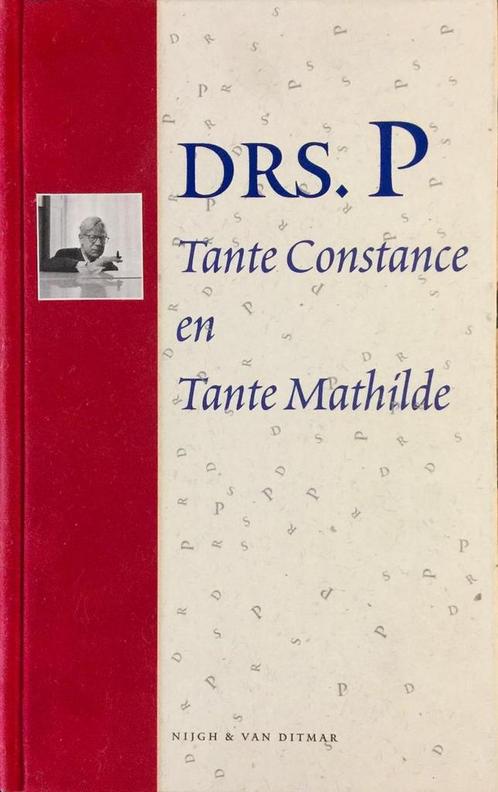 DRS. P
Tante Constance
en
Tante Mathilde
NIJGH & VAN DITMAR